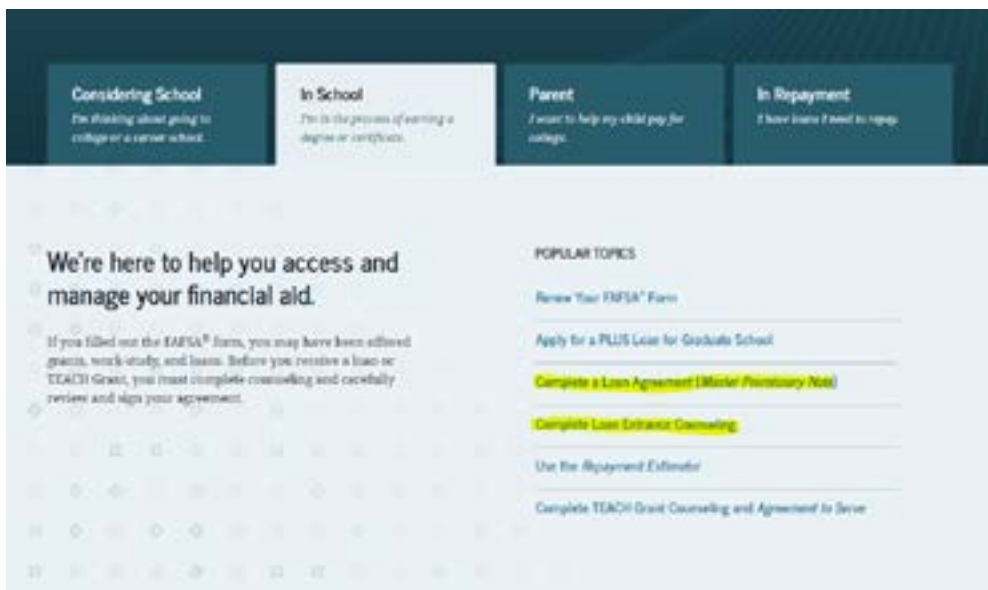 Considering School
I'm thinking about going to
college or a career school.
In School
I'm in the process of earning a
degree or certificate.
Parent
I want to help my child pay for
college.
In Repayment
I have loans I need to repay.
We're here to help you access and
manage your financial aid.
If you filled out the FAFSA® form, you may have been offered
grants, work-study, and loans. Before you receive a loan or
TEACH Grant, you must complete counseling and carefully
review and sign your agreement.
POPULAR TOPICS
Renew Your FAFSA® Form
Apply for a PLUS Loan for Graduate School
Complete a Loan Agreement (Master Promissory Note)
Complete Loan Entrance Counseling
Use the Repayment Estimator
Complete TEACH Grant Counseling and Agreement to Serve